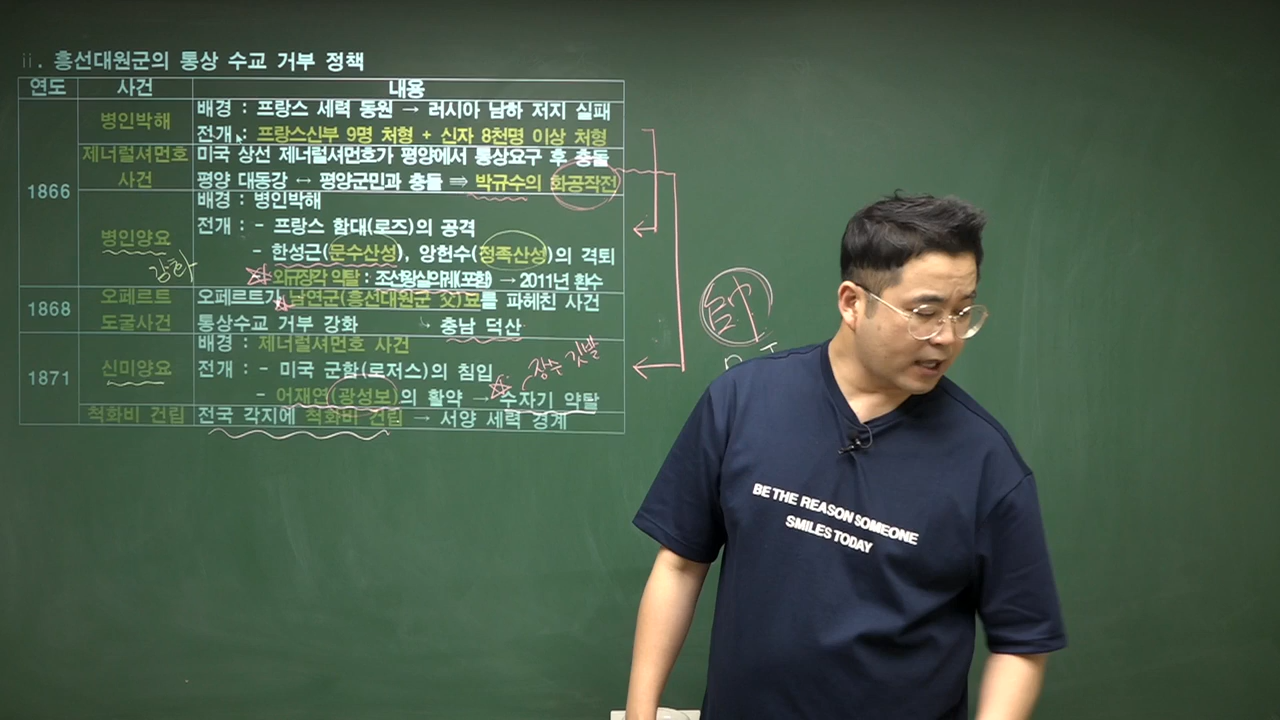 ii. 흥선대원군의 통상 수교 거부 정책
연도 사건 내용
1866 병인박해 배경 : 프랑스 세력 동원 → 러시아 남하 저지 실패
전개 : 프랑스신부 9명 처형 + 신자 8천명 이상 처형
제너럴셔먼호 사건 미국 상선 제너럴셔먼호가 평양에서 통상요구 후 충돌
평양 대동강 ↔ 평양군민과 충돌 ⇒ 박규수의 화공작전
병인양요 배경 : 병인박해
전개 : - 프랑스 함대(로즈)의 공격
- 한성근(문수산성), 양헌수(정족산성)의 격퇴
강화
외규장각 약탈 : 조선왕실의궤(포함) → 2011년 환수
1868 오페르트 도굴사건 오페르트가 남연군(흥선대원군 父)묘를 파헤친 사건
통상수교 거부 강화 충남 덕산
1871 신미양요 배경 : 제너럴셔먼호 사건
전개 : - 미국 군함(로저스)의 침입
장수 깃발
- 어재연(광성보)의 활약 → 수자기 약탈
척화비 건립 전국 각지에 척화비 건립 → 서양 세력 경계
帥
BE THE REASON SOMEONE
SMILES TODAY